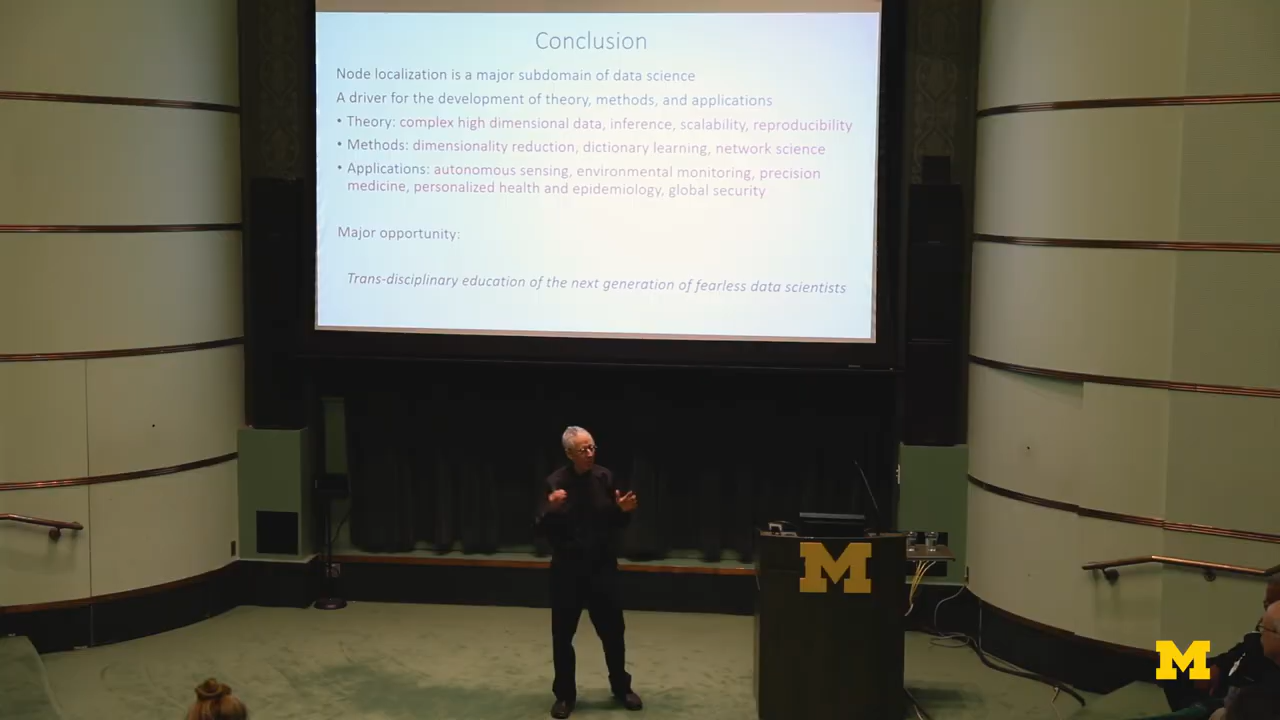 Conclusion
Node localization is a major subdomain of data science
A driver for the development of theory, methods, and applications
• Theory: complex high dimensional data, inference, scalability, reproducibility
• Methods: dimensionality reduction, dictionary learning, network science
• Applications: autonomous sensing, environmental monitoring, precision
medicine, personalized health and epidemiology, global security
Major opportunity:
Trans-disciplinary education of the next generation of fearless data scientists
M
M